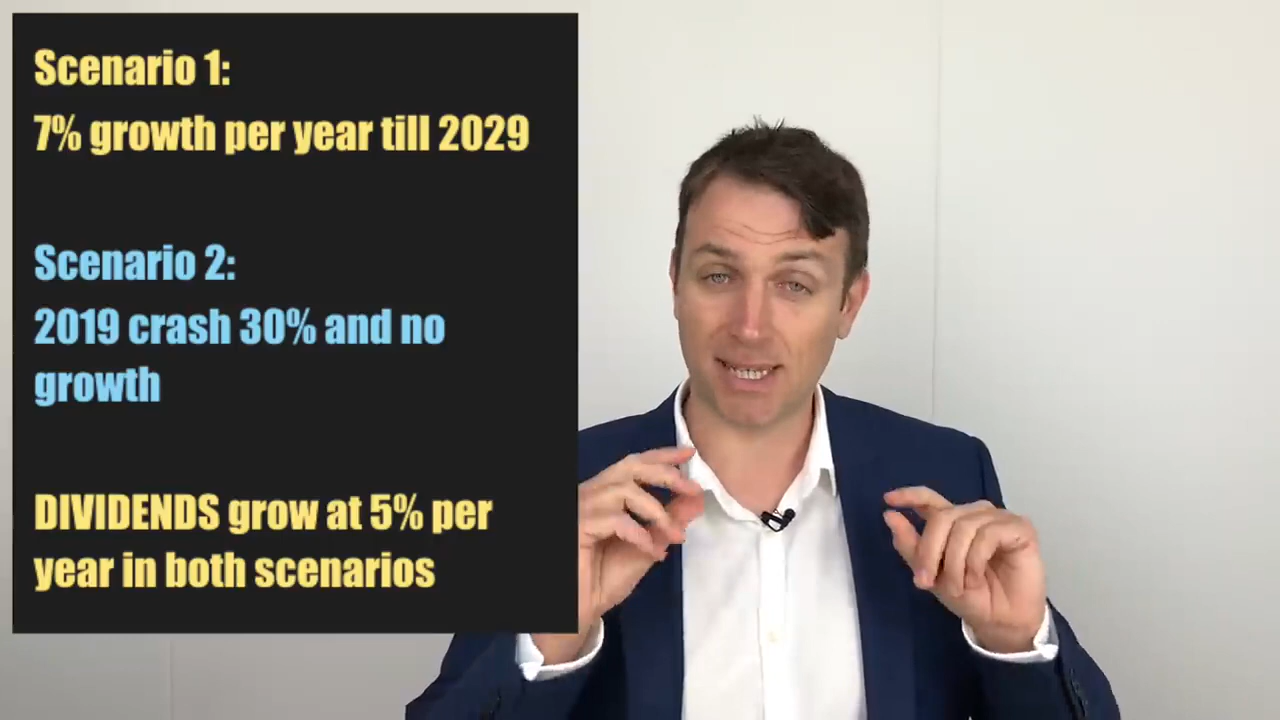 Scenario 1:
7% growth per year till 2029
Scenario 2:
2019 crash 30% and no
growth
DIVIDENDS grow at 5% per
year in both scenarios